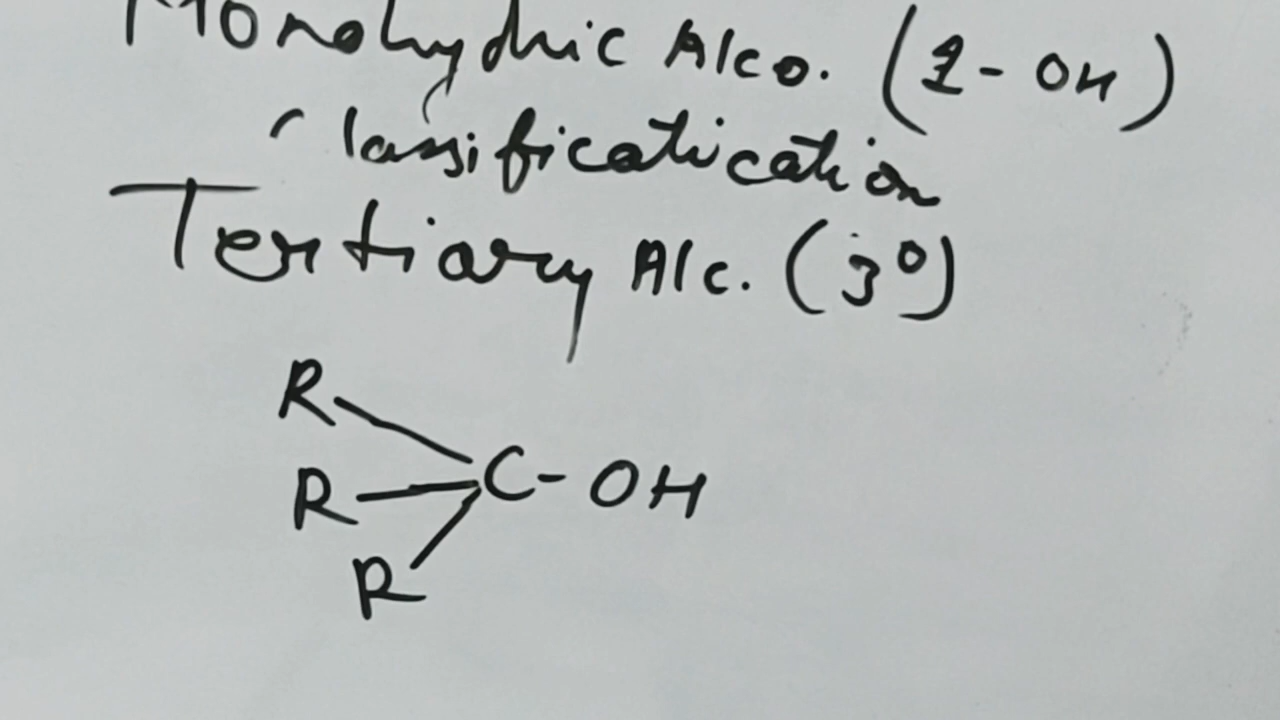 Monohydric Alco. (1-OH)
Classificatication
Tertiary Alc. (3°)
R
R C-OH
R